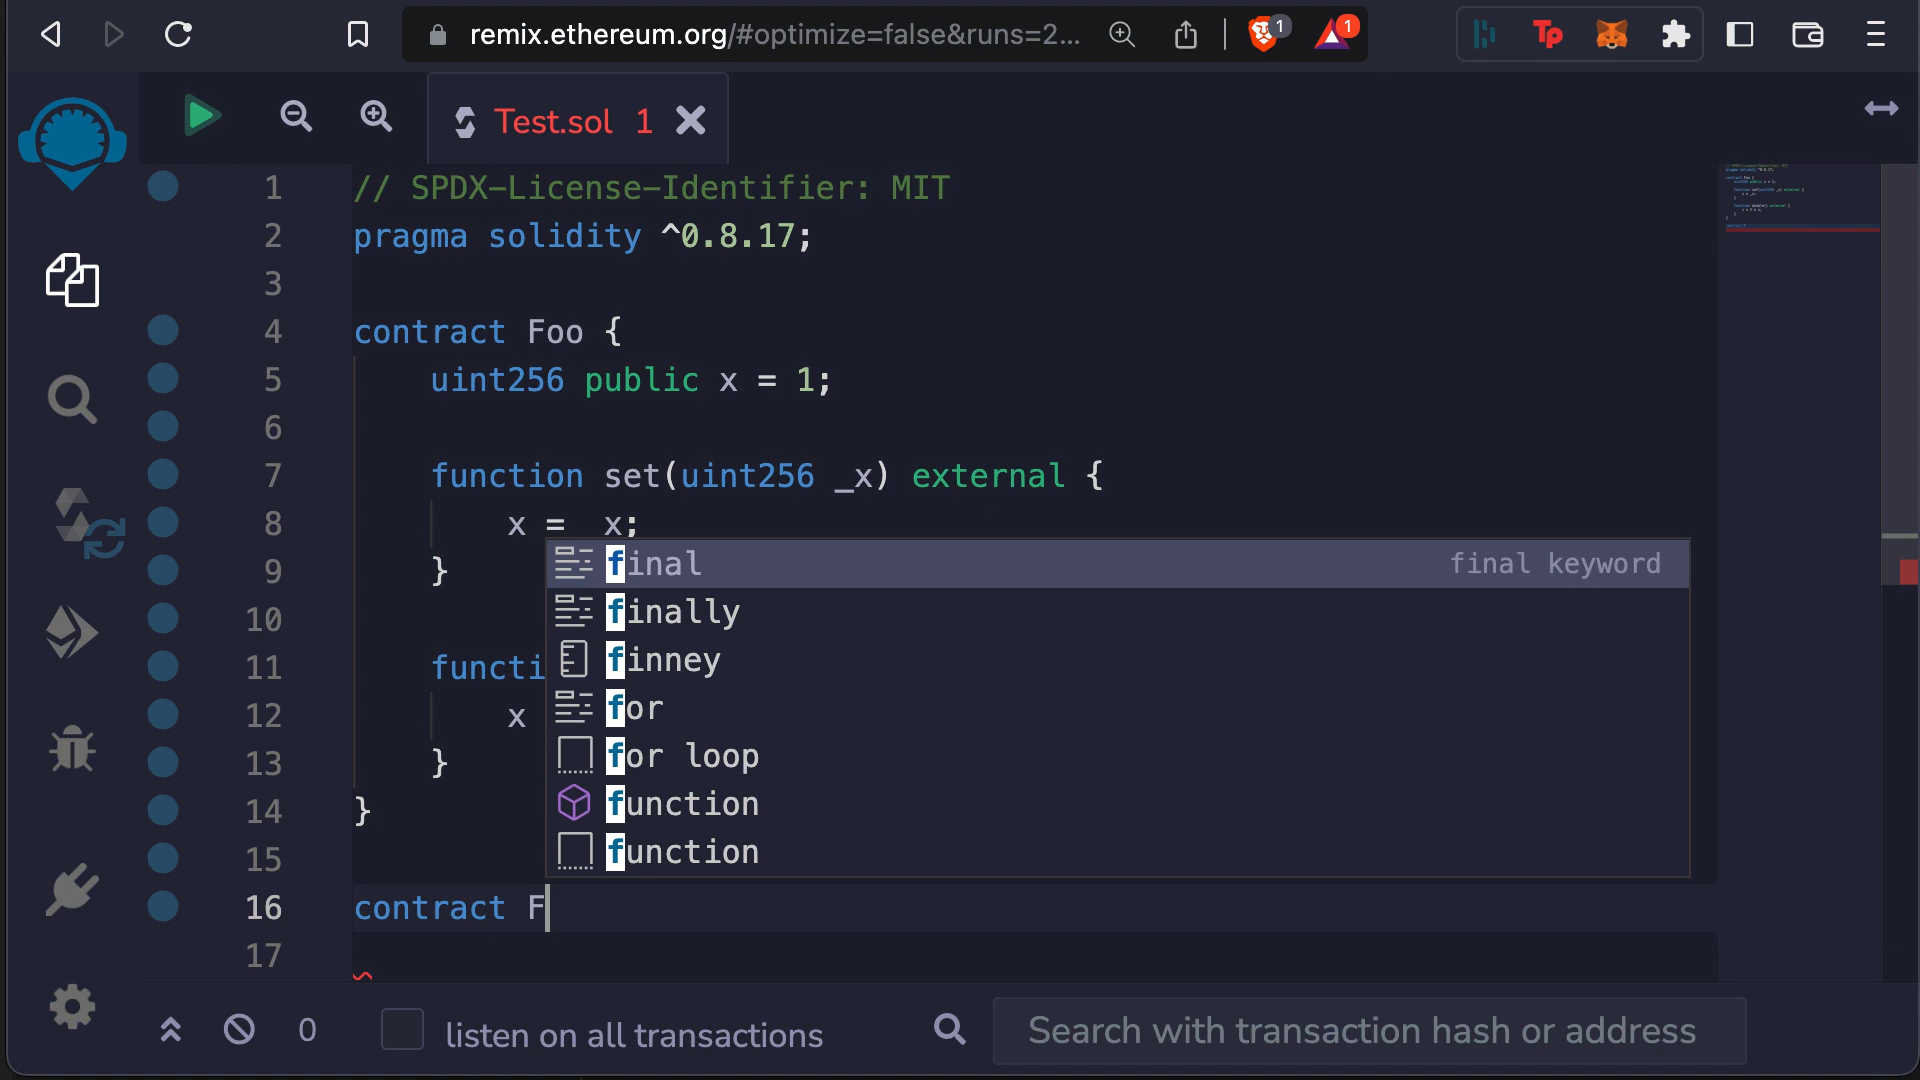 remix.ethereum.org/#optimize=false&runs=2...
1
1
Tp
Test.sol 1
1 // SPDX-License-Identifier: MIT
2 pragma solidity ^0.8.17;
3
4 contract Foo {
5 uint256 public x = 1;
6
7 function set(uint256 _x) external {
8 x = x;
9 }
final final keyword
finally
10
finney
11 functi
for
12 x
for loop
13 }
function
14 }
function
15
16 contract F
17
0
listen on all transactions
Search with transaction hash or address